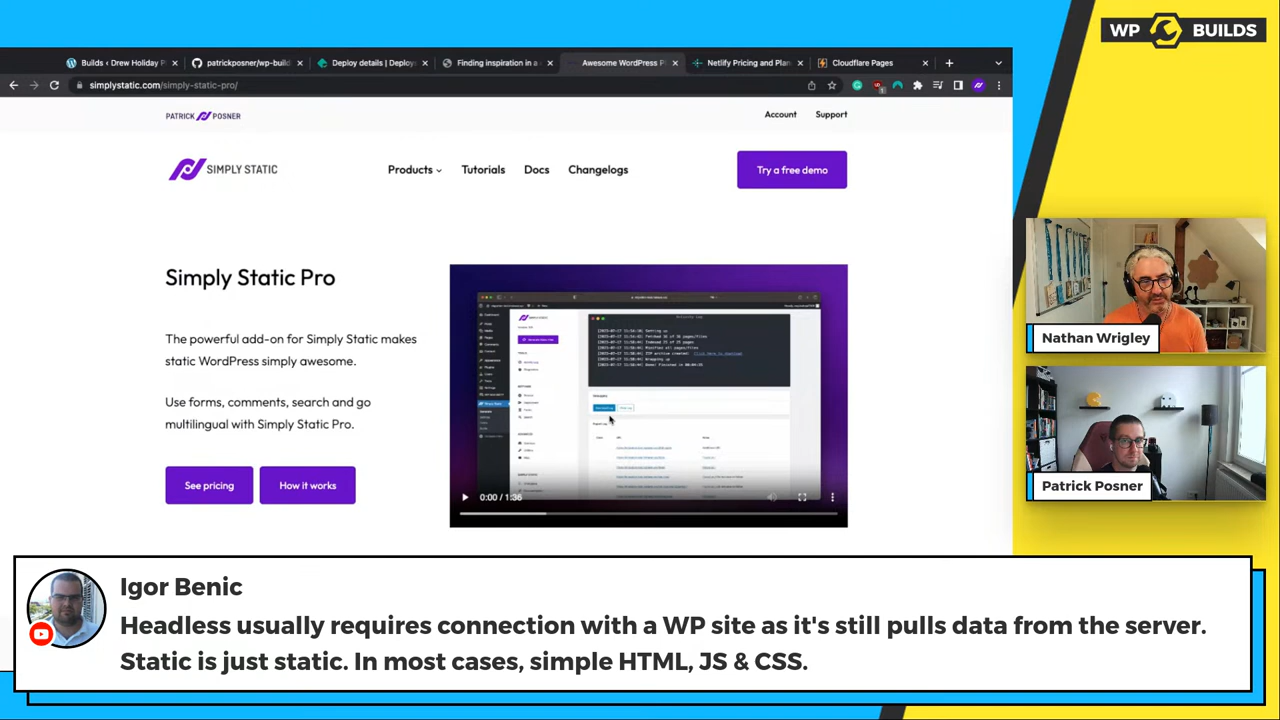 WP BUILDS
Builds ‹ Drew Holiday P
patrickposner/wp-build
Deploy details | Deploys
Finding inspiration in a c
Awesome WordPress Pl
Netlify Pricing and Plan
Cloudflare Pages
simplystatic.com/simply-static-pro/
PATRICK POSNER
Account
Support
SIMPLY STATIC
Products
Tutorials
Docs
Changelogs
Try a free demo
Simply Static Pro
The powerful add-on for Simply Static makes
static WordPress simply awesome.
Use forms, comments, search and go
multilingual with Simply Static Pro.
See pricing
How it works
0:00 / 1:36
Nathan Wrigley
Patrick Posner
Igor Benic
Headless usually requires connection with a WP site as it's still pulls data from the server.
Static is just static. In most cases, simple HTML, JS & CSS.